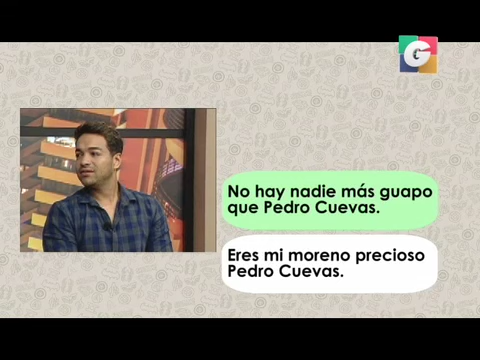 G
No hay nadie más guapo
que Pedro Cuevas.
Eres mi moreno precioso
Pedro Cuevas.